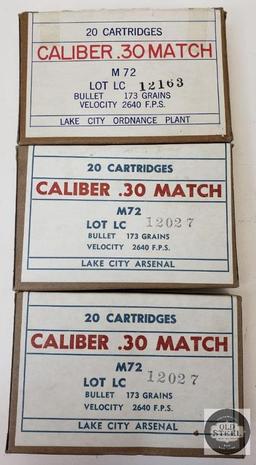 20 CARTRIDGES
CALIBER .30 MATCH
M72
LOT LC 12163
BULLET 173 GRAINS
VELOCITY 2640 F.P.S.
LAKE CITY ORDNANCE PLANT
20 CARTRIDGES
CALIBER .30 MATCH
M72
LOT LC 12027
BULLET 173 GRAINS
VELOCITY 2640 F.P.S.
LAKE CITY ARSENAL
20 CARTRIDGES
CALIBER .30 MATCH
M72
LOT LC 12027
BULLET 173 GRAINS
VELOCITY 2640 F.P.S.
LAKE CITY ARSENAL
OLD
STEEL